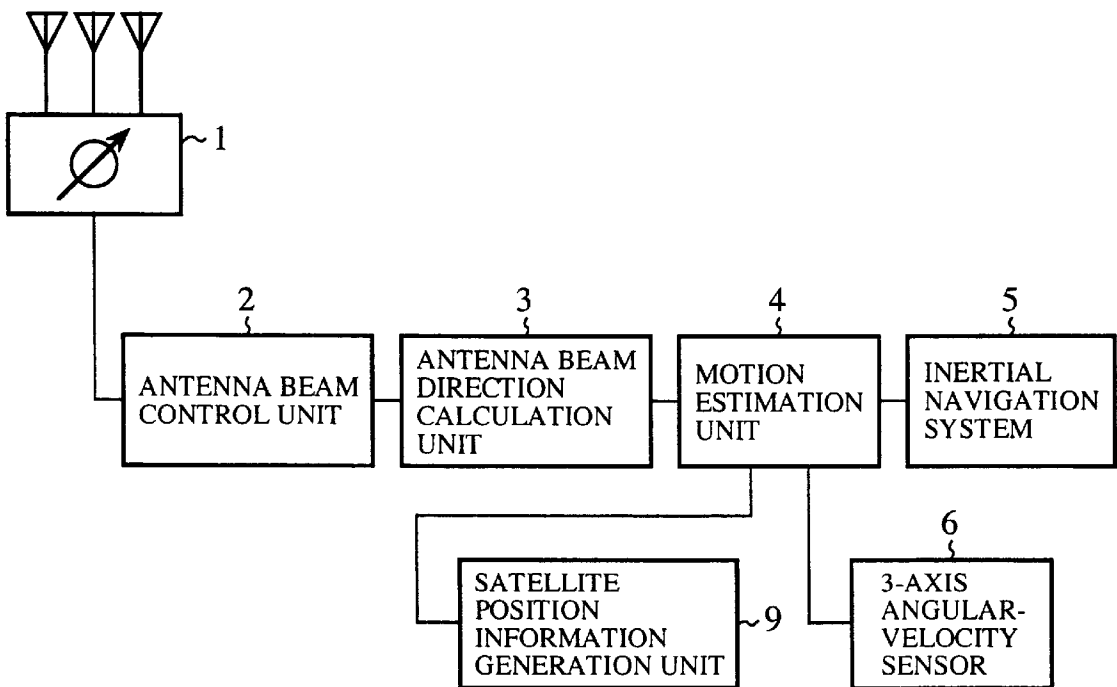 1
2
3
4
5
ANTENNA BEAM
CONTROL UNIT
ANTENNA BEAM
DIRECTION
CALCULATION
UNIT
MOTION
ESTIMATION
UNIT
INERTIAL
NAVIGATION
SYSTEM
6
SATELLITE
POSITION
INFORMATION
GENERATION UNIT
9
3-AXIS
ANGULAR-
VELOCITY
SENSOR